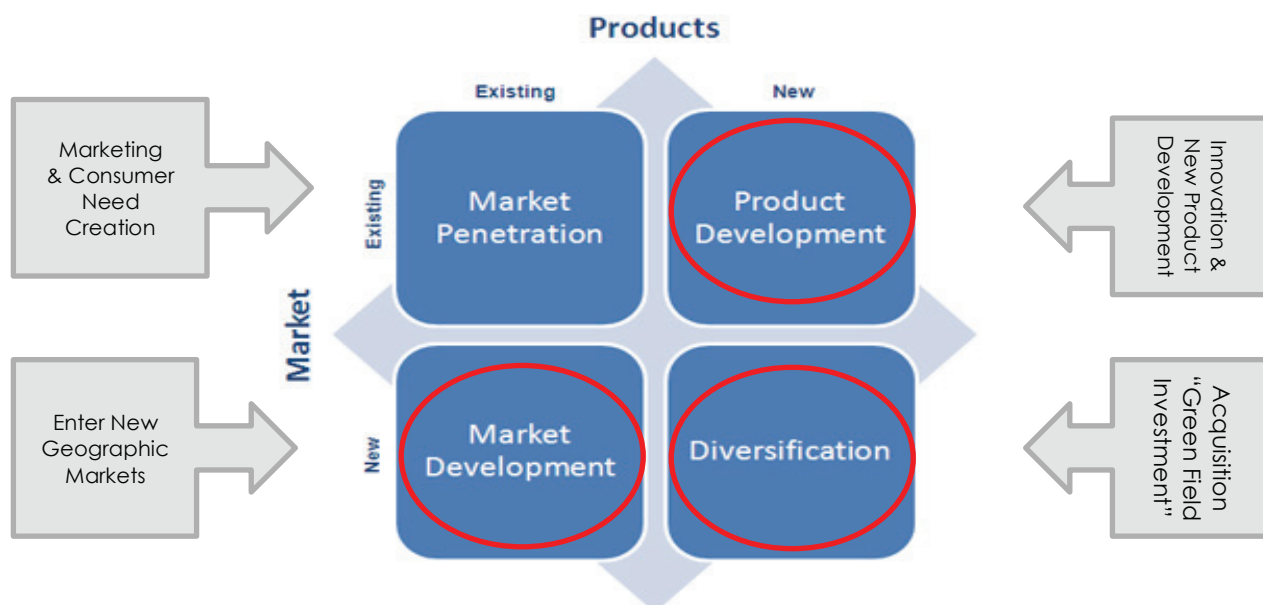 Products
Existing
New
Marketing
& Consumer
Need
Creation
Existing
Market
Penetration
Product
Development
Innovation &
New Product
Development
Market
Enter New
Geographic
Markets
New
Market
Development
Diversification
Acquisition
“Green Field
Investment”